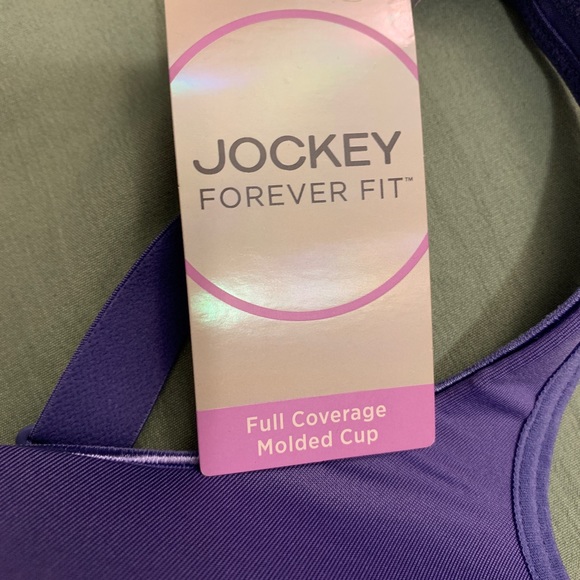 JOCKEY
FOREVER FIT™
Full Coverage
Molded Cup